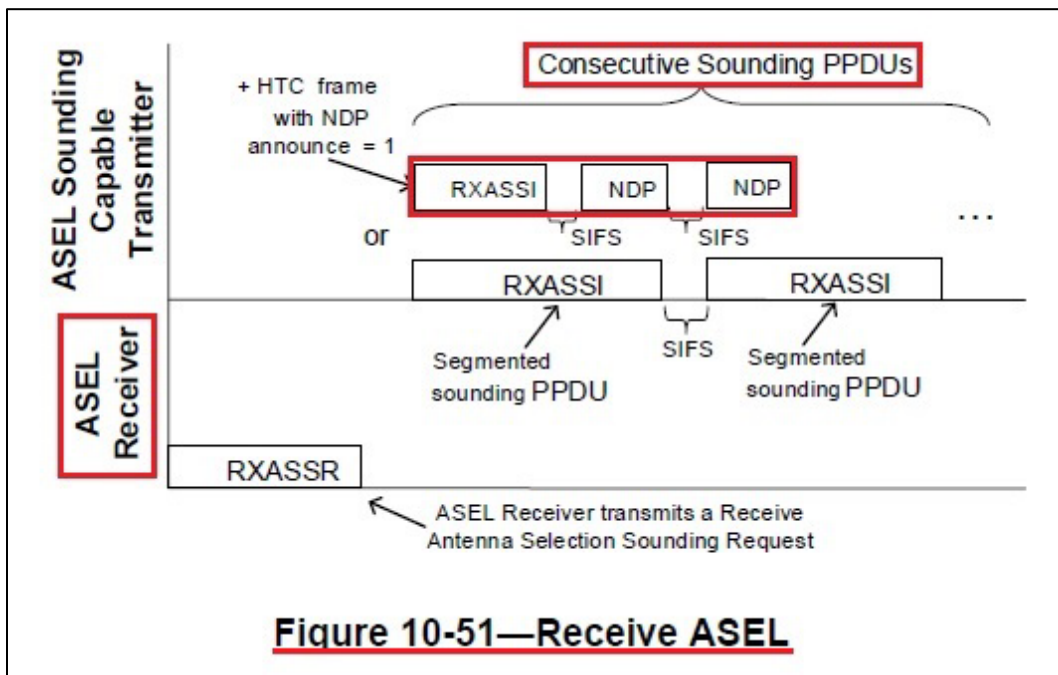 ASEL Sounding
Capable
Transmitter
Consecutive Sounding PPDUs
+ HTC frame
with NDP
announce = 1
RXASSI
NDP
NDP
SIFS
SIFS
...
or
RXASSI
RXASSI
SIFS
Segmented
sounding PPDU
Segmented
sounding PPDU
ASEL
Receiver
RXASSR
ASEL Receiver transmits a Receive
Antenna Selection Sounding Request
Figure 10-51—Receive ASEL